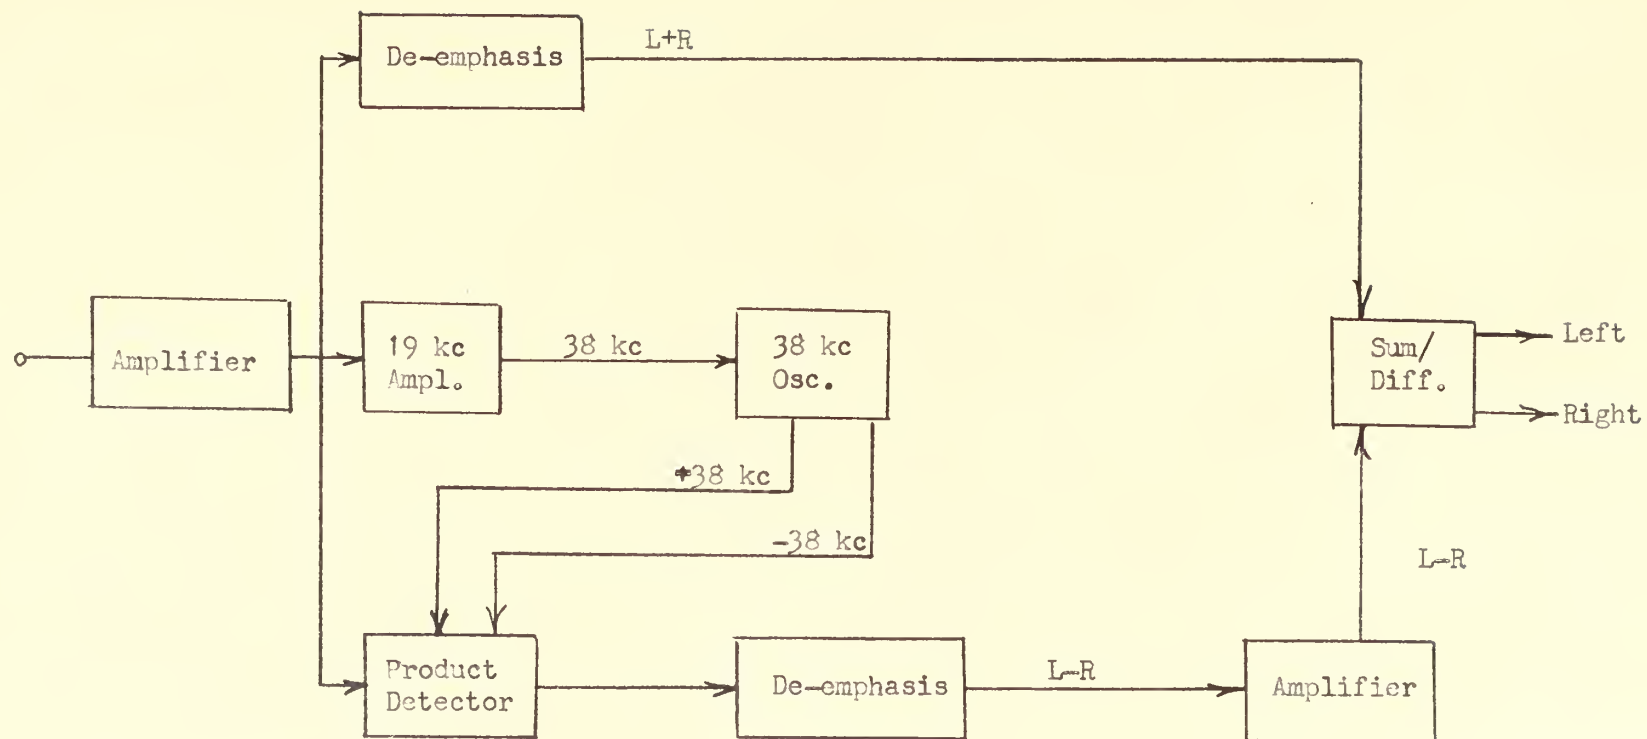 De-emphasis
L+R
Amplifier
19 kc
Ampl.
38 kc
38 kc
Osc.
Sum/
Diff.
Left
Right
+38 kc
-38 kc
L-R
Product
Detector
De-emphasis
L-R
Amplifier